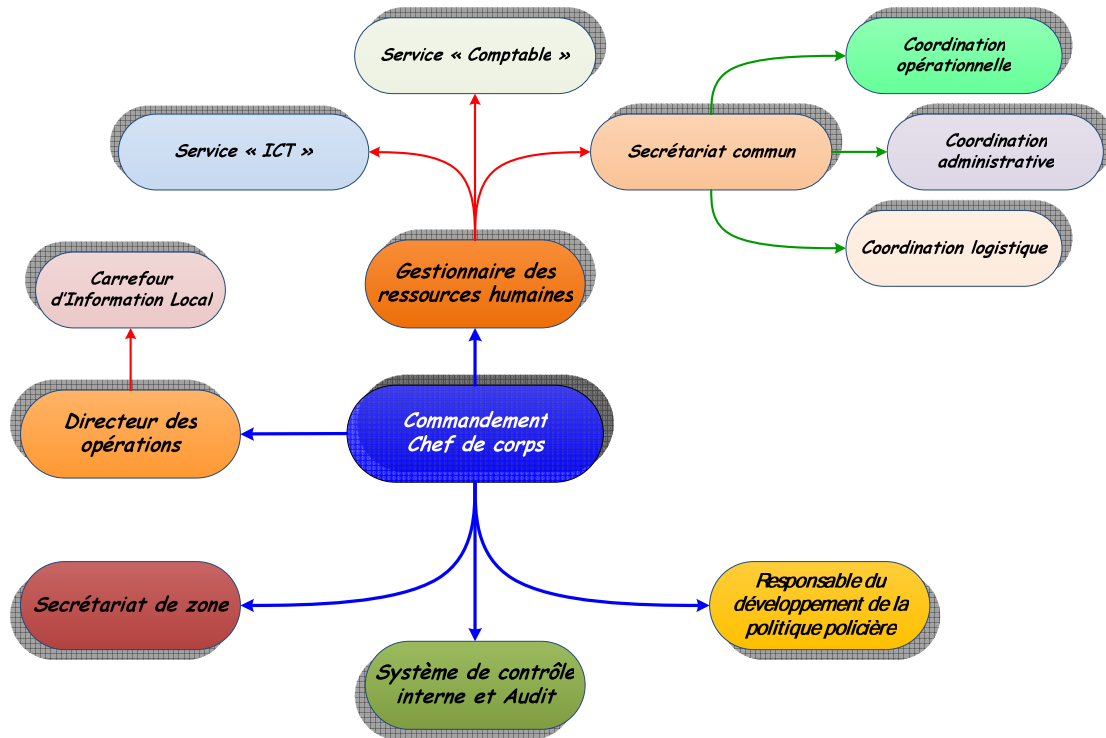 Service « Comptable »
Coordination
opérationnelle
Service « ICT »
Secrétariat commun
Coordination
administrative
Coordination logistique
Gestionnaire des
ressources humaines
Carrefour
d'Information Local
Directeur des
opérations
Commandement
Chef de corps
Secrétariat de zone
Responsable du
développement de la
politique policière
Système de contrôle
interne et Audit